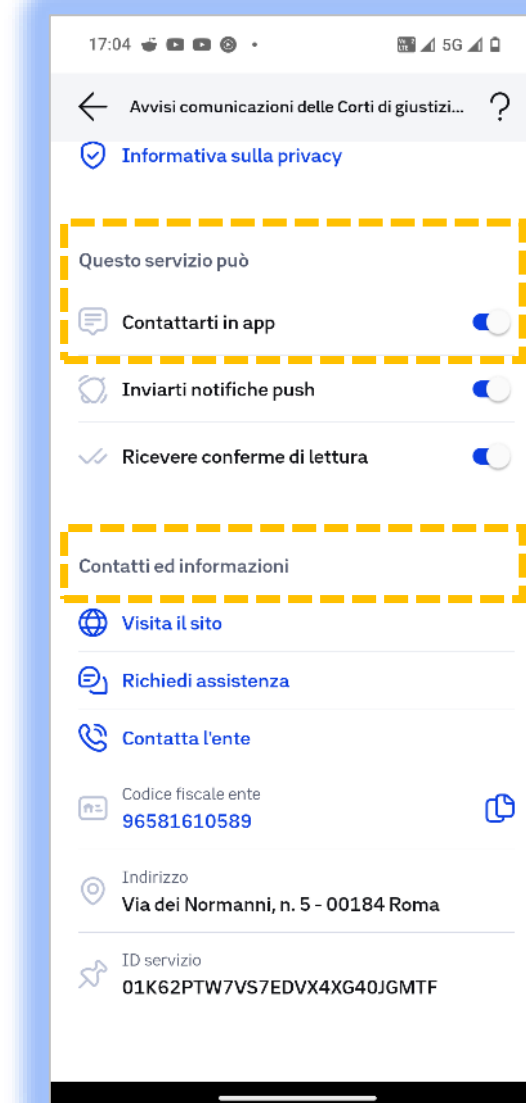 17:04
5G
Avvisi comunicazioni delle Corti di giustizi...
Informativa sulla privacy
Questo servizio può
Contattarti in app
Inviarti notifiche push
Ricevere conferme di lettura
Contatti ed informazioni
Visita il sito
Richiedi assistenza
Contatta l'ente
Codice fiscale ente
96581610589
Indirizzo
Via dei Normanni, n. 5 - 00184 Roma
ID servizio
01K62PTW7VS7EDVX4XG40JGMTF